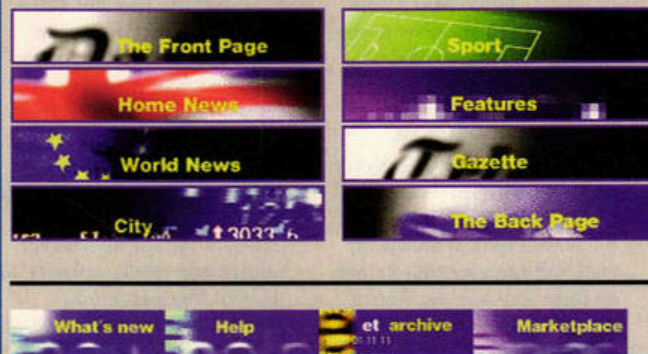 The Front Page
Sport
Home News
Features
World News
Gazette
City
3033
The Back Page
What's new
Help
et archive
Marketplace